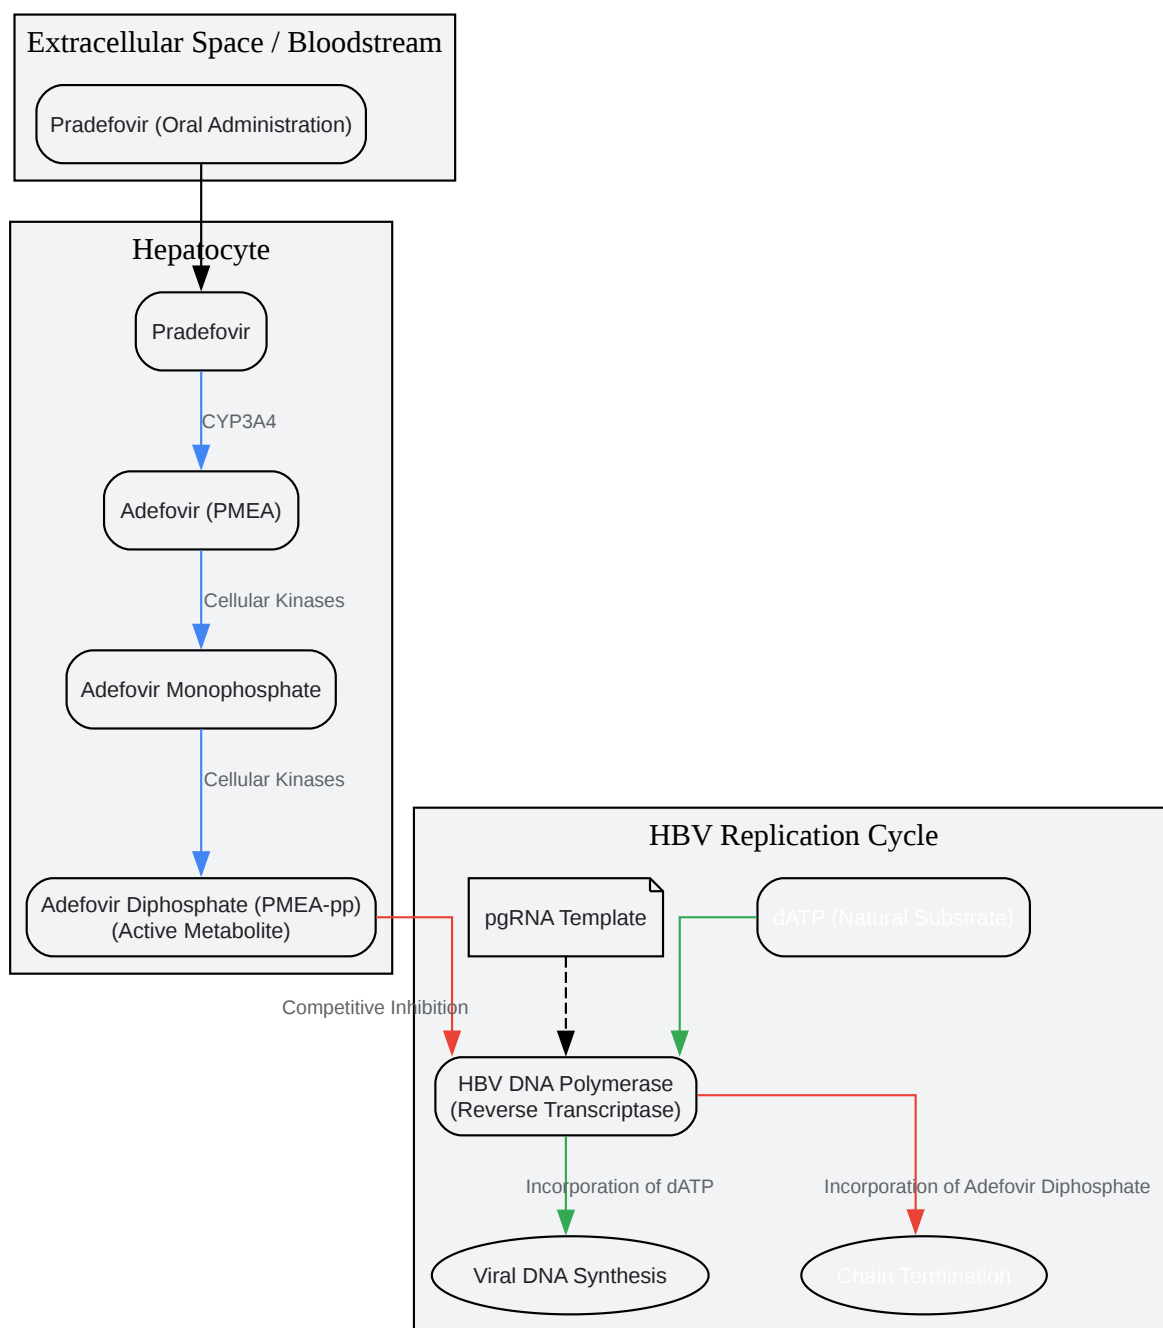 Extracellular Space / Bloodstream
Pradefovir (Oral Administration)
Hepatocyte
Pradefovir
CYP3A4
Adefovir (PMEA)
Cellular Kinases
Adefovir Monophosphate
Cellular Kinases
Adefovir Diphosphate (PMEA-pp)
(Active Metabolite)
HBV Replication Cycle
pgRNA Template
dATP (Natural Substrate)
Competitive Inhibition
HBV DNA Polymerase
(Reverse Transcriptase)
Incorporation of dATP
Incorporation of Adefovir Diphosphate
Viral DNA Synthesis
Chain Termination